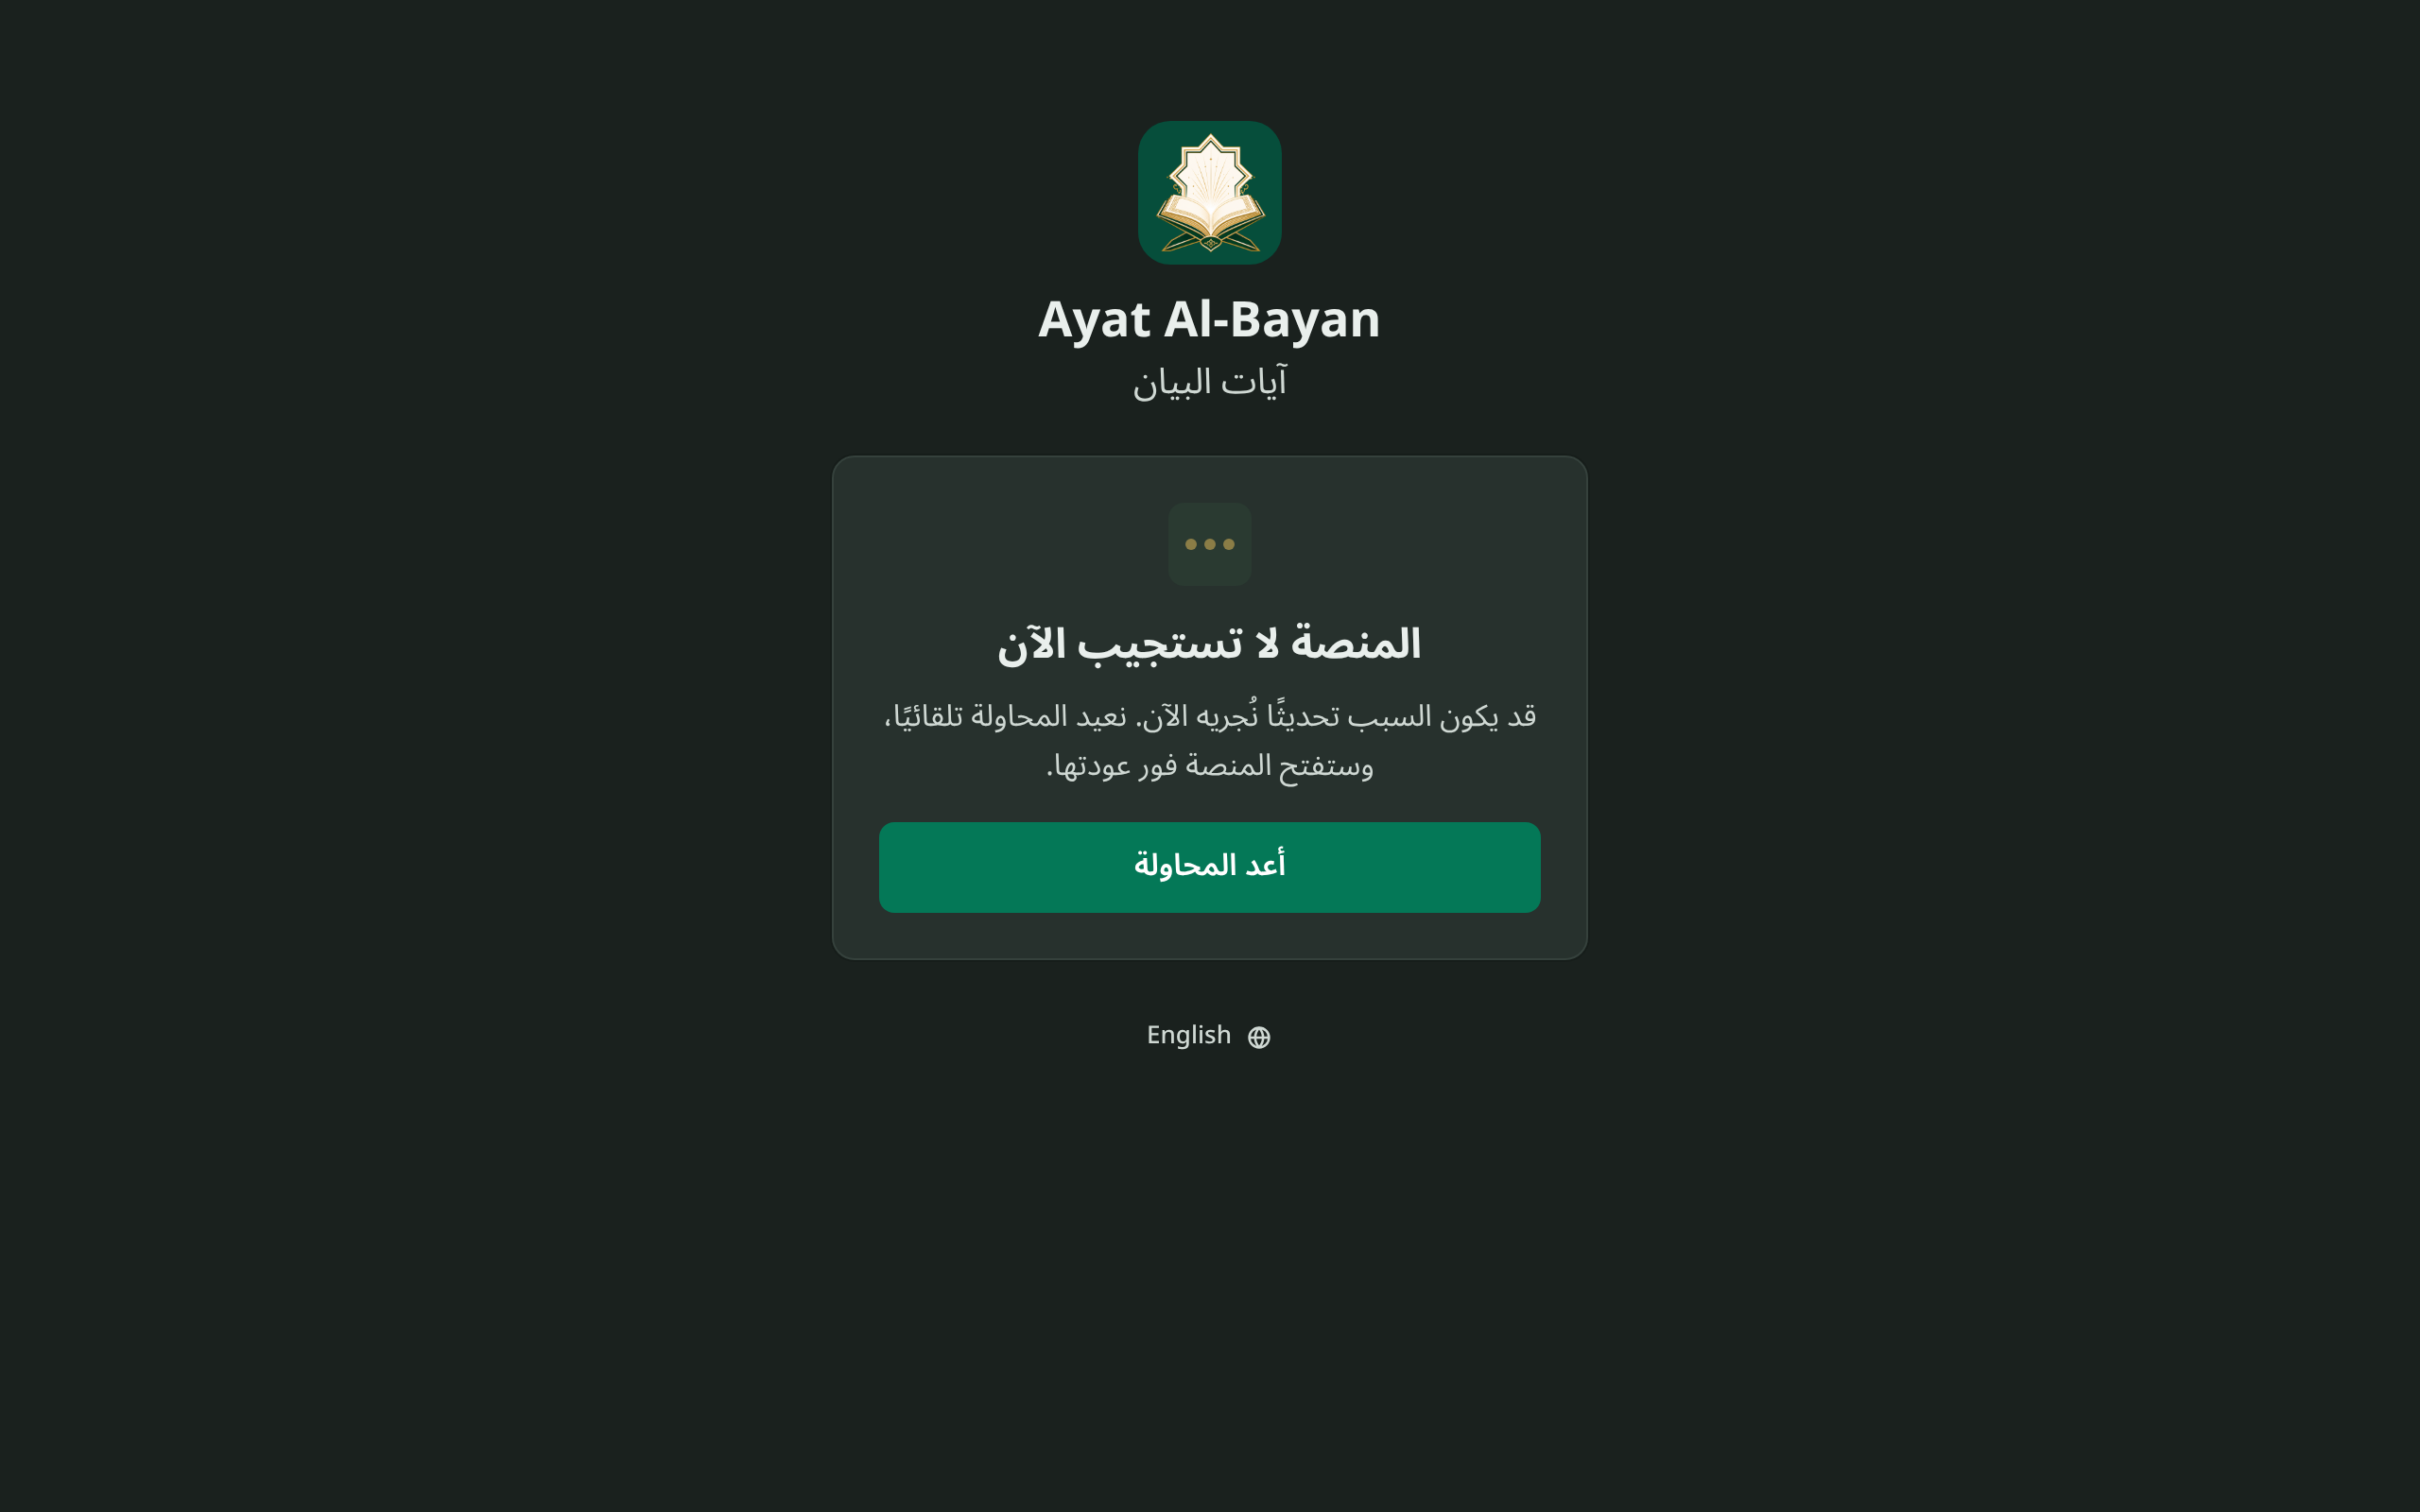 Ayat Al-Bayan
آيات البيان
المنصة لا تستجيب الآن
قد يكون السبب تحديثًا نُجريه الآن. نعيد المحاولة تلقائيًا،
وستفتح المنصة فور عودتها.
أعد المحاولة
English